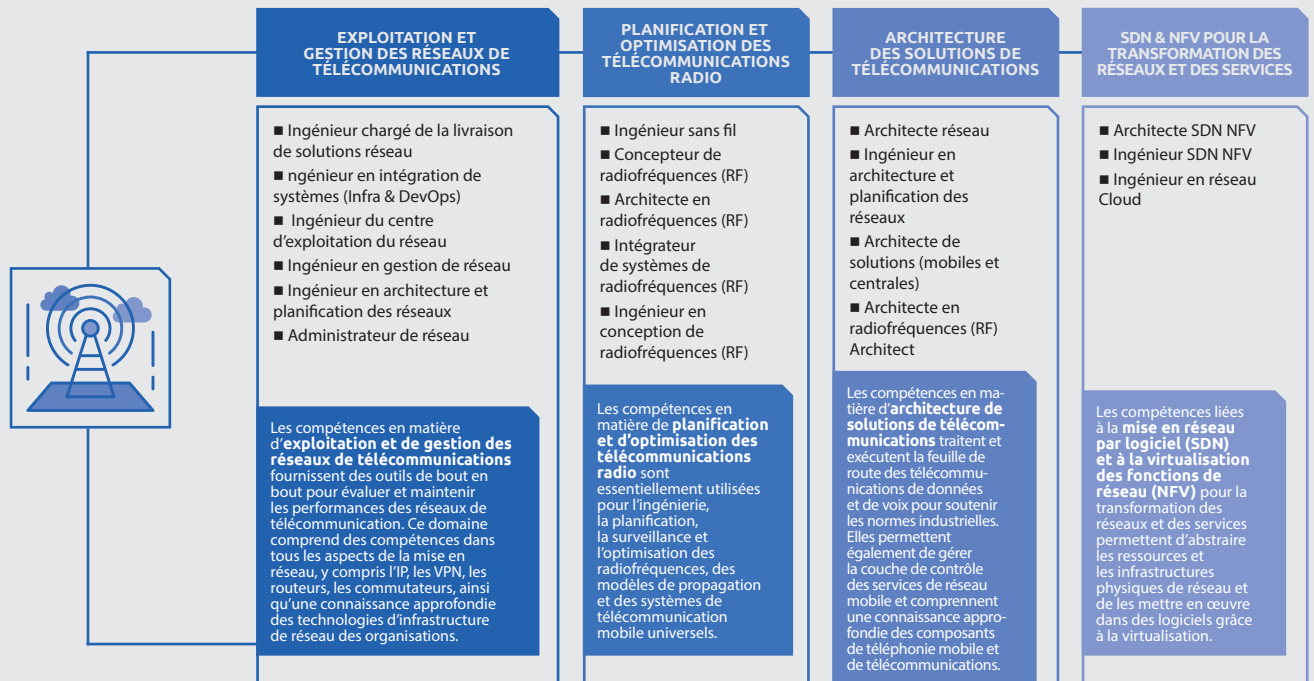 EXPLOITATION ET
GESTION DES RÉSEAUX DE
TÉLÉCOMMUNICATIONS
■ Ingénieur chargé de la livraison
de solutions réseau
■ ngénieur en intégration de
systèmes (Infra & DevOps)
■ Ingénieur du centre
d'exploitation du réseau
■ Ingénieur en gestion de réseau
■ Ingénieur en architecture et
planification des réseaux
■ Administrateur de réseau
Les compétences en matière
d'exploitation et de gestion des
réseaux de télécommunications
fournissent des outils de bout en
bout pour évaluer et maintenir
les performances des réseaux de
télécommunication. Ce domaine
comprend des compétences dans
tous les aspects de la mise en
réseau, y compris l'IP, les VPN, les
routeurs, les commutateurs, ainsi
qu'une connaissance approfondie
des technologies d'infrastructure
de réseau des organisations.
PLANIFICATION ET
OPTIMISATION DES
TÉLÉCOMMUNICATIONS
RADIO
■ Ingénieur sans fil
■ Concepteur de
radiofréquences (RF)
■ Architecte en
radiofréquences (RF)
■ Intégrateur
de systèmes de
radiofréquences (RF)
■ Ingénieur en
conception de
radiofréquences (RF)
Les compétences en
matière de planification
et d'optimisation des
télécommunications
radio sont
essentiellement utilisées
pour l'ingénierie,
la planification,
la surveillance et
l'optimisation des
radiofréquences, des
modèles de propagation
et des systèmes de
télécommunication
mobile universels.
ARCHITECTURE
DES SOLUTIONS DE
TÉLÉCOMMUNICATIONS
■ Architecte réseau
■ Ingénieur en
architecture et
planification des
réseaux
■ Architecte de
solutions (mobiles et
centrales)
■ Architecte en
radiofréquences (RF)
Architect
Les compétences en ma-
tière d'architecture de
solutions de télécom-
munications traitent et
exécutent la feuille de
route des télécommu-
nications de données
et de voix pour soutenir
les normes industrielles.
Elles permettent
également de gérer
la couche de contrôle
des services de réseau
mobile et comprennent
une connaissance appro-
fondie des composants
de téléphonie mobile et
de télécommunications.
SDN & NFV POUR LA
TRANSFORMATION DES
RÉSEAUX ET DES SERVICES
■ Architecte SDN NFV
■ Ingénieur SDN NFV
■ Ingénieur en réseau
Cloud
Les compétences liées
à la mise en réseau
par logiciel (SDN)
et à la virtualisation
des fonctions de
réseau (NFV) pour la
transformation des
réseaux et des services
permettent d'abstraire
les ressources et
les infrastructures
physiques de réseau et
de les mettre en œuvre
dans des logiciels grâce
à la virtualisation.